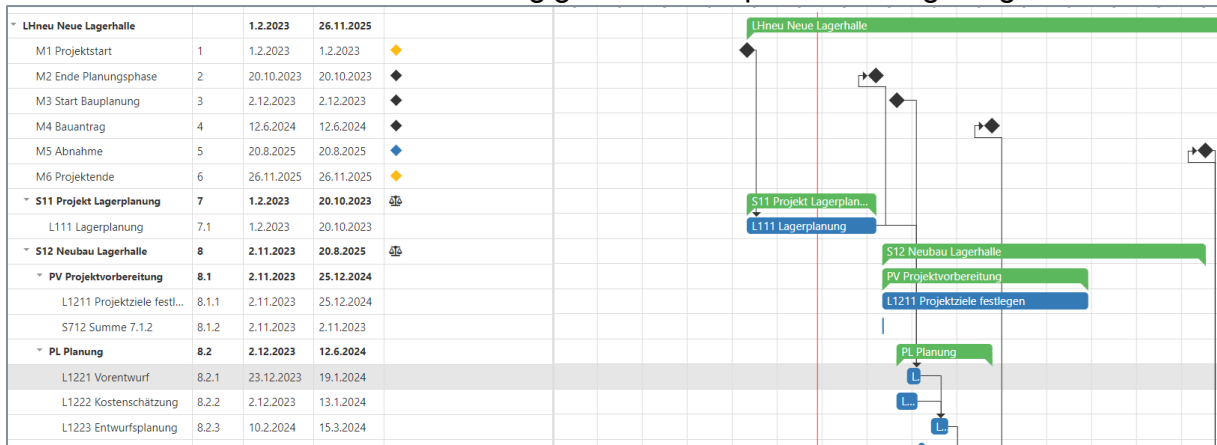 LHneu Neue Lagerhalle 1.2.2023 26.11.2025 LHneu Neue Lagerhalle
M1 Projektstart 1 1.2.2023 1.2.2023
M2 Ende Planungsphase 2 20.10.2023 20.10.2023
M3 Start Bauplanung 3 2.12.2023 2.12.2023
M4 Bauantrag 4 12.6.2024 12.6.2024
M5 Abnahme 5 20.8.2025 20.8.2025
M6 Projektende 6 26.11.2025 26.11.2025
S11 Projekt Lagerplanung 7 1.2.2023 20.10.2023 S11 Projekt Lagerplan...
L111 Lagerplanung 7.1 1.2.2023 20.10.2023 L111 Lagerplanung
S12 Neubau Lagerhalle 8 2.11.2023 20.8.2025 S12 Neubau Lagerhalle
PV Projektvorbereitung 8.1 2.11.2023 25.12.2024 PV Projektvorbereitung
L1211 Projektziele festl... 8.1.1 2.11.2023 25.12.2024 L1211 Projektziele festlegen
S712 Summe 7.1.2 8.1.2 2.11.2023 2.11.2023
PL Planung 8.2 2.12.2023 12.6.2024 PL Planung
L1221 Vorentwurf 8.2.1 23.12.2023 19.1.2024 L..
L1222 Kostenschätzung 8.2.2 2.12.2023 13.1.2024 L...
L1223 Entwurfsplanung 8.2.3 10.2.2024 15.3.2024 L..